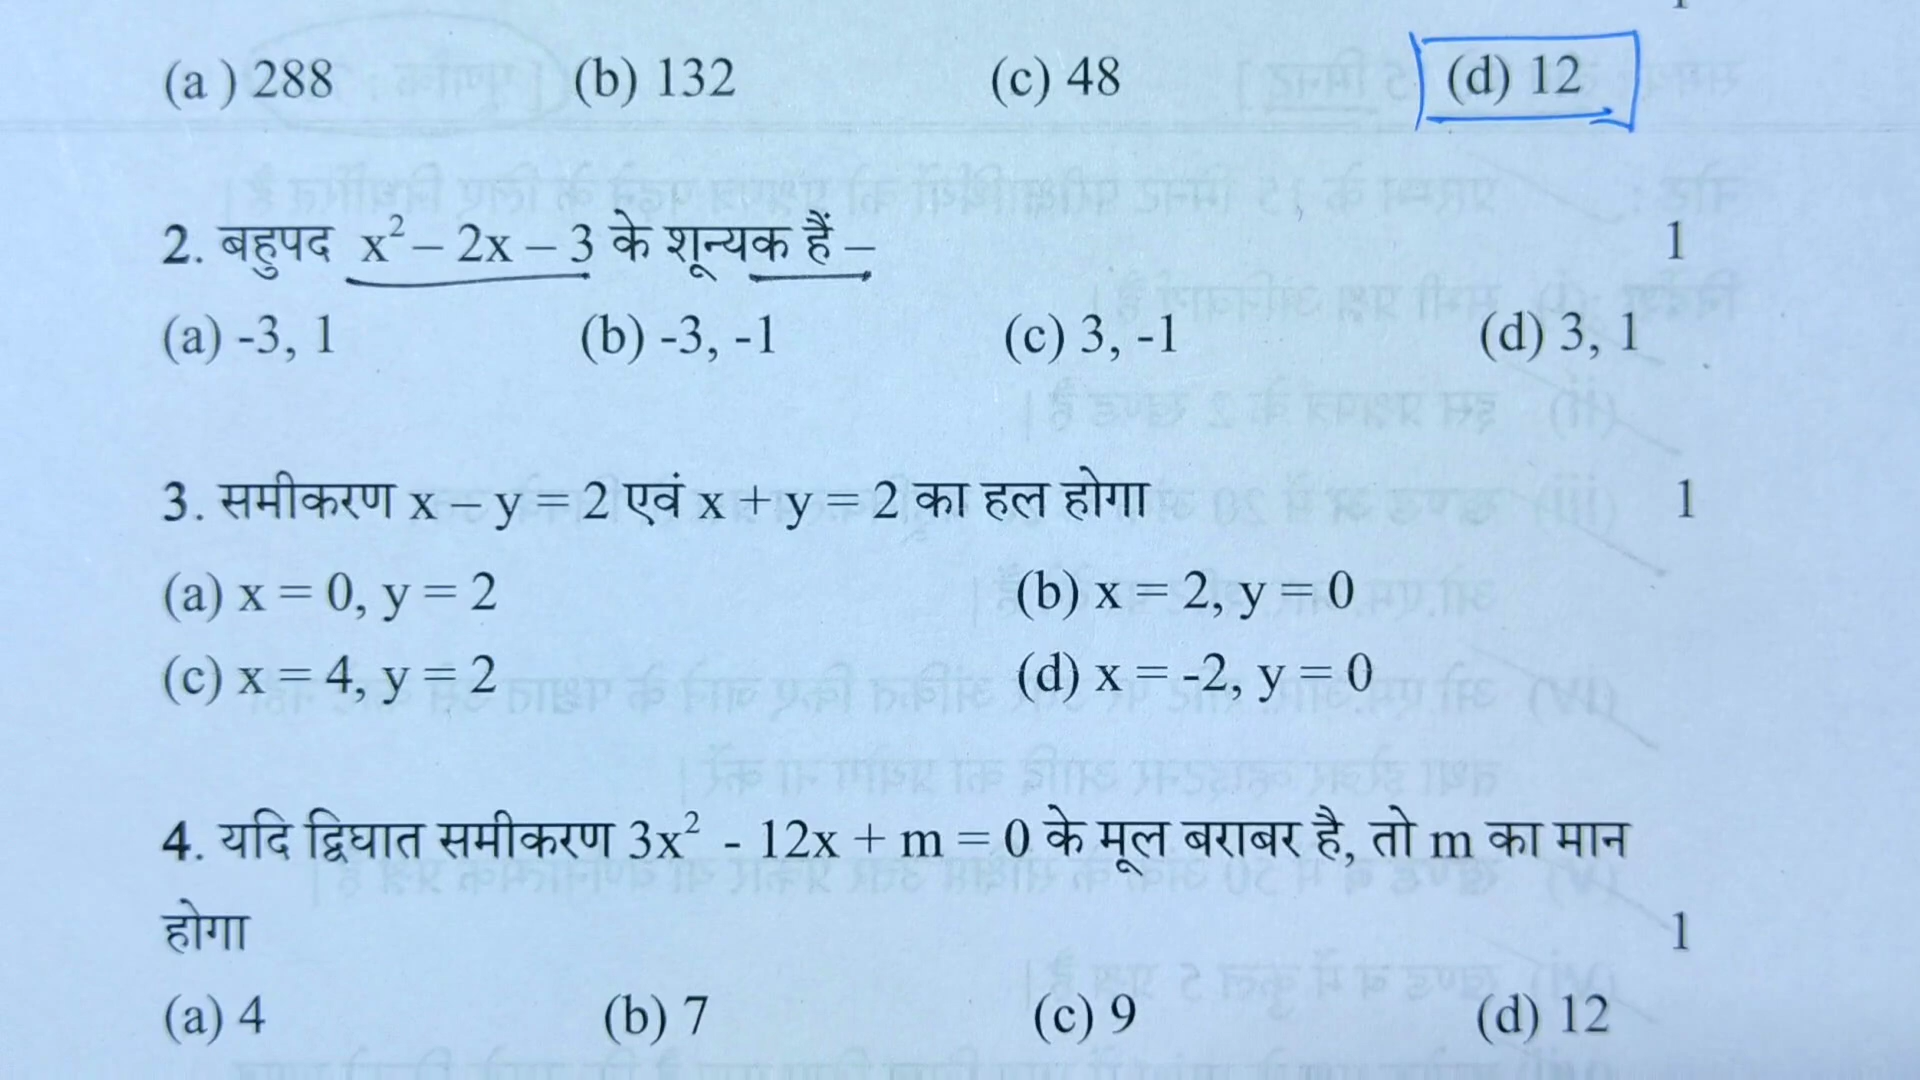 (a ) 288 (b) 132 (c) 48 (d) 12
2. बहुपद x² – 2x – 3 के शून्यक हैं – 1
(a) -3, 1 (b) -3, -1 (c) 3, -1 (d) 3, 1
3. समीकरण x – y = 2 एवं x + y = 2 का हल होगा 1
(a) x = 0, y = 2 (b) x = 2, y = 0
(c) x = 4, y = 2 (d) x = -2, y = 0
4. यदि द्विघात समीकरण 3x² - 12x + m = 0 के मूल बराबर है, तो m का मान
होगा 1
(a) 4 (b) 7 (c) 9 (d) 12